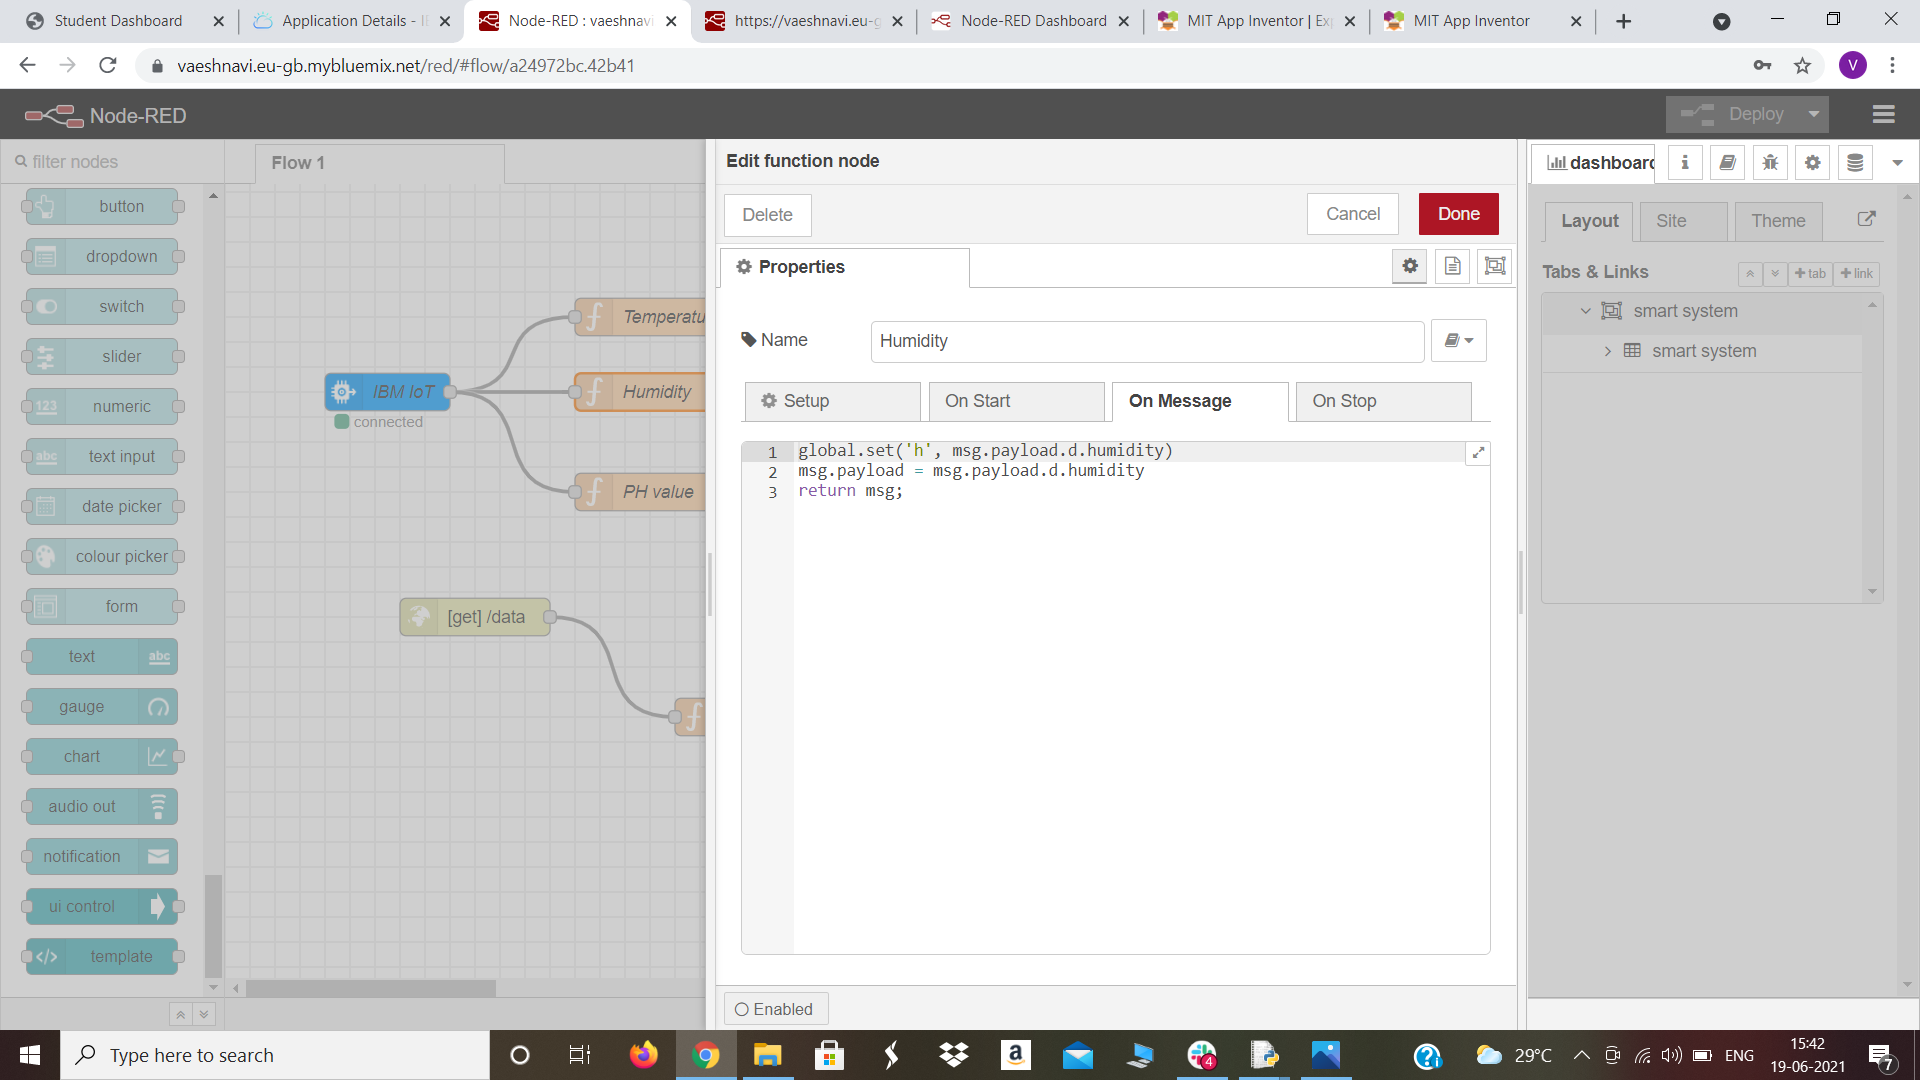 Student Dashboard
Application Details - I
Node-RED : vaeshnavi
https://vaeshnavi.eu-g
Node-RED Dashboard
MIT App Inventor | Ex
MIT App Inventor
vaeshnavi.eu-gb.mybluemix.net/red/#flow/a24972bc.42b41
V
Node-RED
Deploy
filter nodes
button
dropdown
switch
slider
123 numeric
abc text input
date picker
colour picker
form
text abc
gauge
chart
audio out
notification
ui control
</> template
Flow 1
IBM IoT
connected
Temperatu
Humidity
PH value
[get] /data
Edit function node
Delete
Cancel
Done
Properties
Name
Humidity
Setup
On Start
On Message
On Stop
1 global.set('h', msg.payload.d.humidity)
2 msg.payload = msg.payload.d.humidity
3 return msg;
Enabled
dashboard
i
Layout
Site
Theme
Tabs & Links
+ tab
+ link
smart system
smart system
Type here to search
a
4
29°C
ENG
15:42
19-06-2021
7